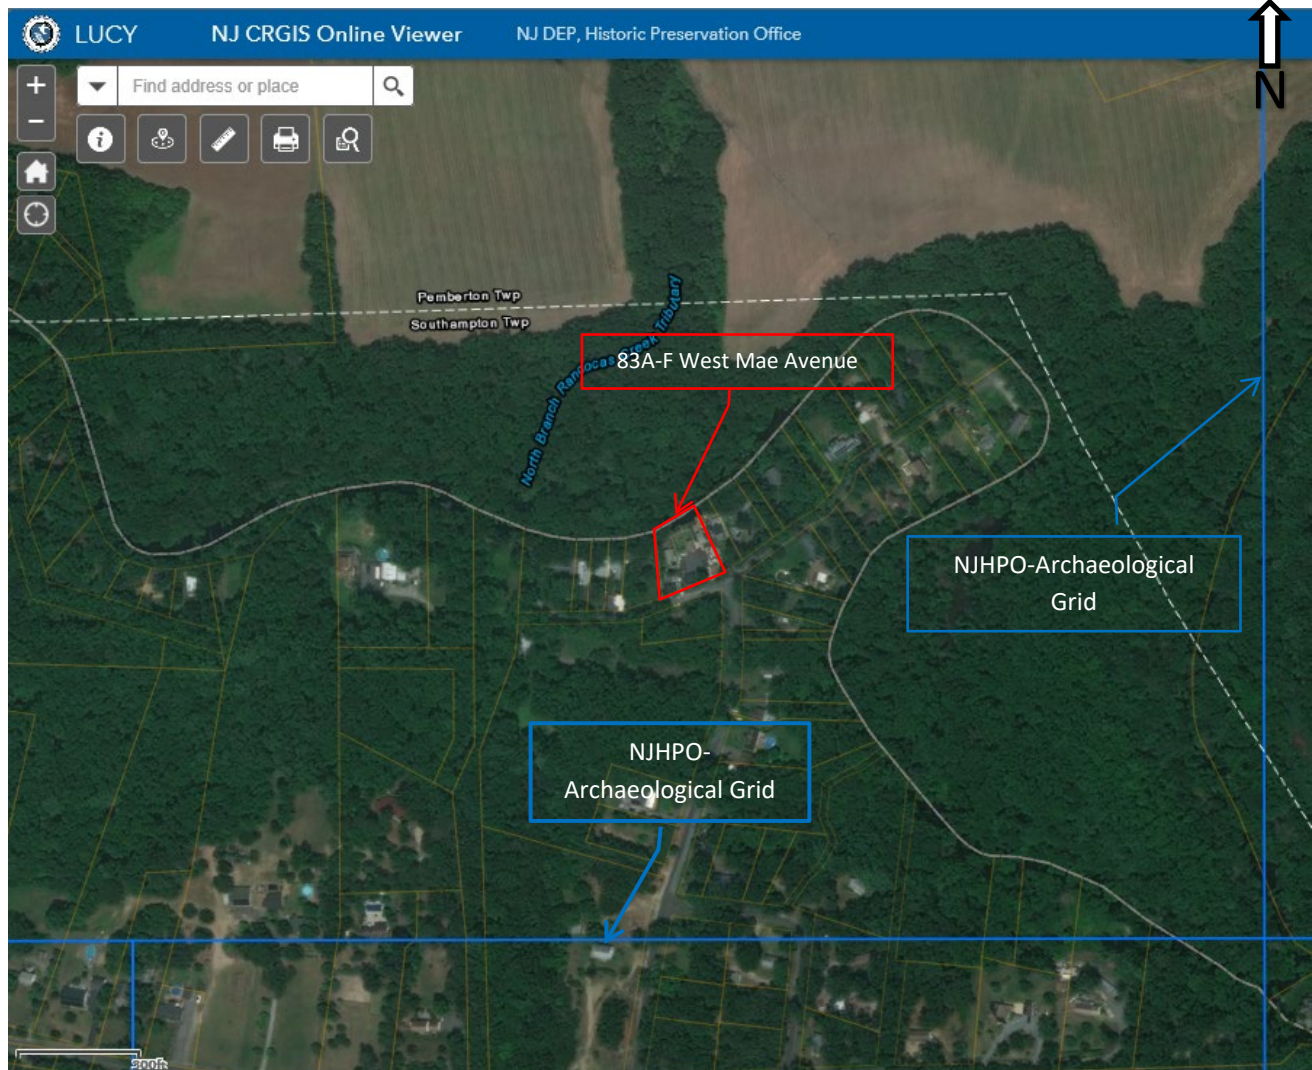 LUCY NJ CRGIS Online Viewer NJ DEP, Historic Preservation Office
N
Find address or place
Pemberton Twp
Southampton Twp
North Branch Rancocas Creek Tributary
83A-F West Mae Avenue
NJHPO-Archaeological
Grid
NJHPO-
Archaeological Grid
300ft